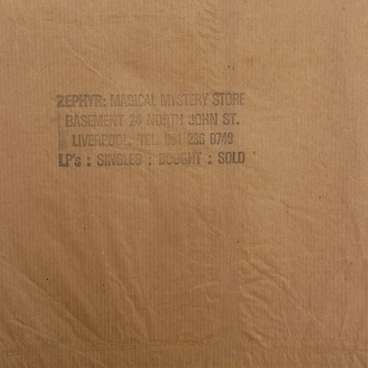 ZEPHYR: MAGICAL MYSTERY STORE
BASEMENT 24 NORTH JOHN ST.
LIVERPOOL. TEL. 051 236 0749
LP's : SINGLES : BOUGHT : SOLD